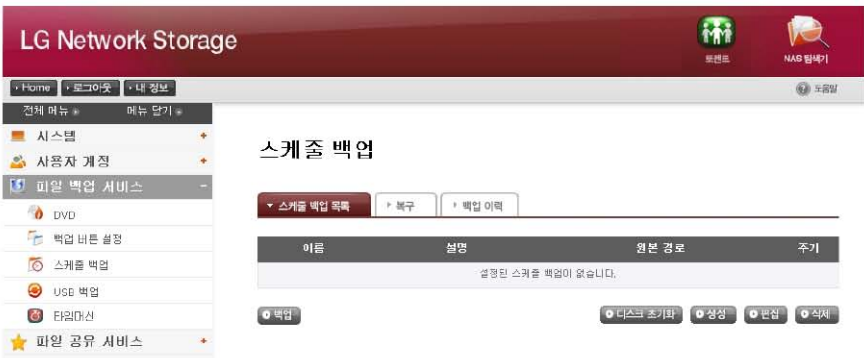 LG Network Storage
토렌트
NAS 탐색기
Home 로그아웃 내 정보
도움말
전체 메뉴 메뉴 닫기
시스템
사용자 계정
파일 백업 서비스
DVD
백업 버튼 설정
스케줄 백업
USB 백업
타임머신
파일 공유 서비스
스케줄 백업
스케줄 백업 목록 복구 백업 이력
이름 설명 원본 경로 주기
설정된 스케줄 백업이 없습니다.
백업 디스크 초기화 생성 편집 삭제